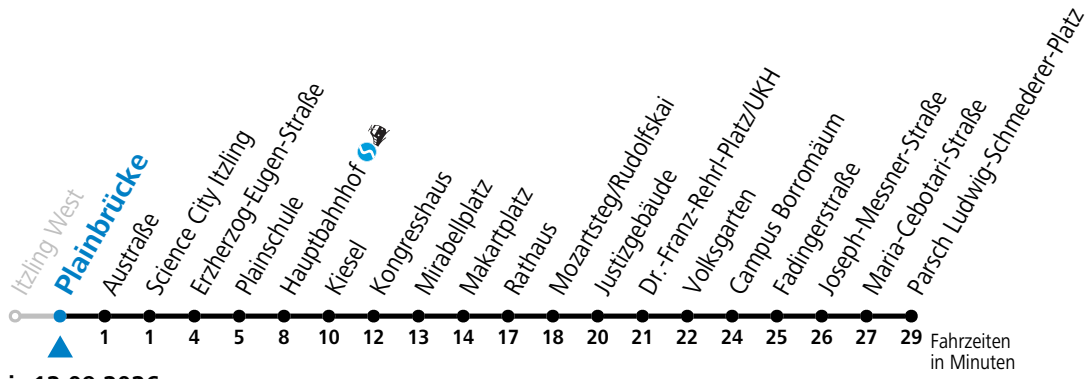 Itzling West
Plainbrücke
Austraße
Science City Itzling
Erzherzog-Eugen-Straße
Plainschule
Hauptbahnhof
Kiesel
Kongresshaus
Mirabellplatz
Makartplatz
Rathaus
Mozartsteg/Rudolfskai
Justizgebäude
Dr.-Franz-Rehrl-Platz/UKH
Volksgarten
Campus Borromäum
Fadingerstraße
Joseph-Messner-Straße
Maria-Cebotari-Straße
Parsch Ludwig-Schmederer-Platz
1 1 4 5 8 10 12 13 14 17 18 20 21 22 24 25 26 27 29
Fahrzeiten
in Minuten